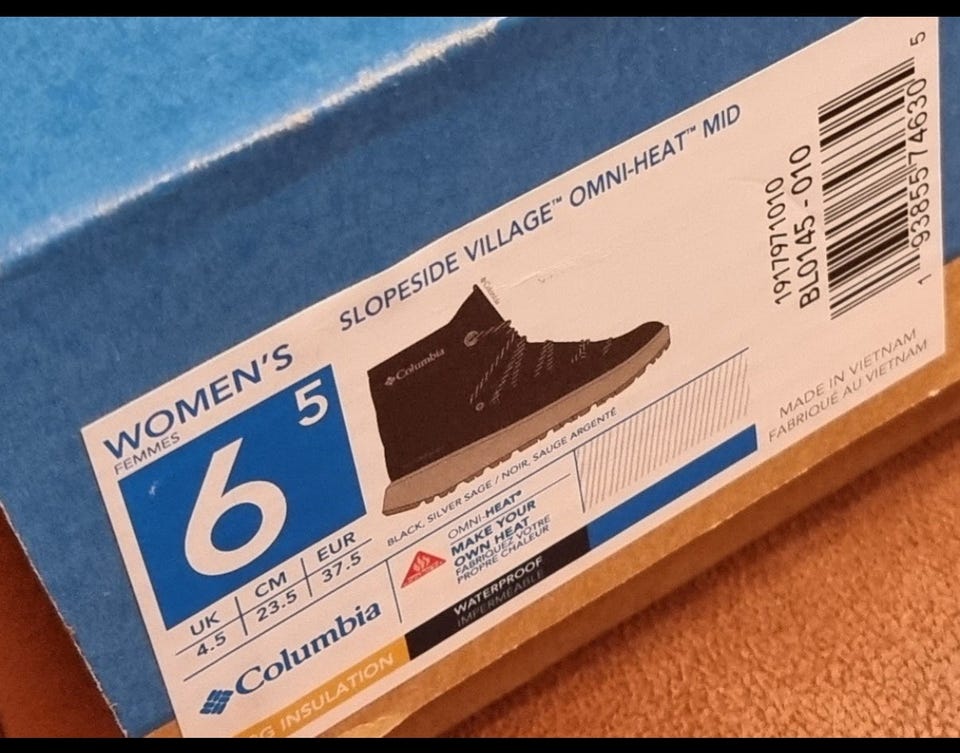 WOMEN'S
FEMMES
6 5
UK CM EUR
4.5 23.5 37.5
Columbia
SLOPESIDE VILLAGE™ OMNI-HEAT™ MID
Columbia
BLACK, SILVER SAGE / NOIR, SAUGE ARGENTÉ
OMNI-HEAT®
MAKE YOUR
OWN HEAT
FABRIQUEZ VOTRE
PROPRE CHALEUR
G INSULATION
WATERPROOF
IMPERMÉABLE
1917971010
BL0145 - 010
1 93855 74630 5
MADE IN VIETNAM
FABRIQUÉ AU VIETNAM